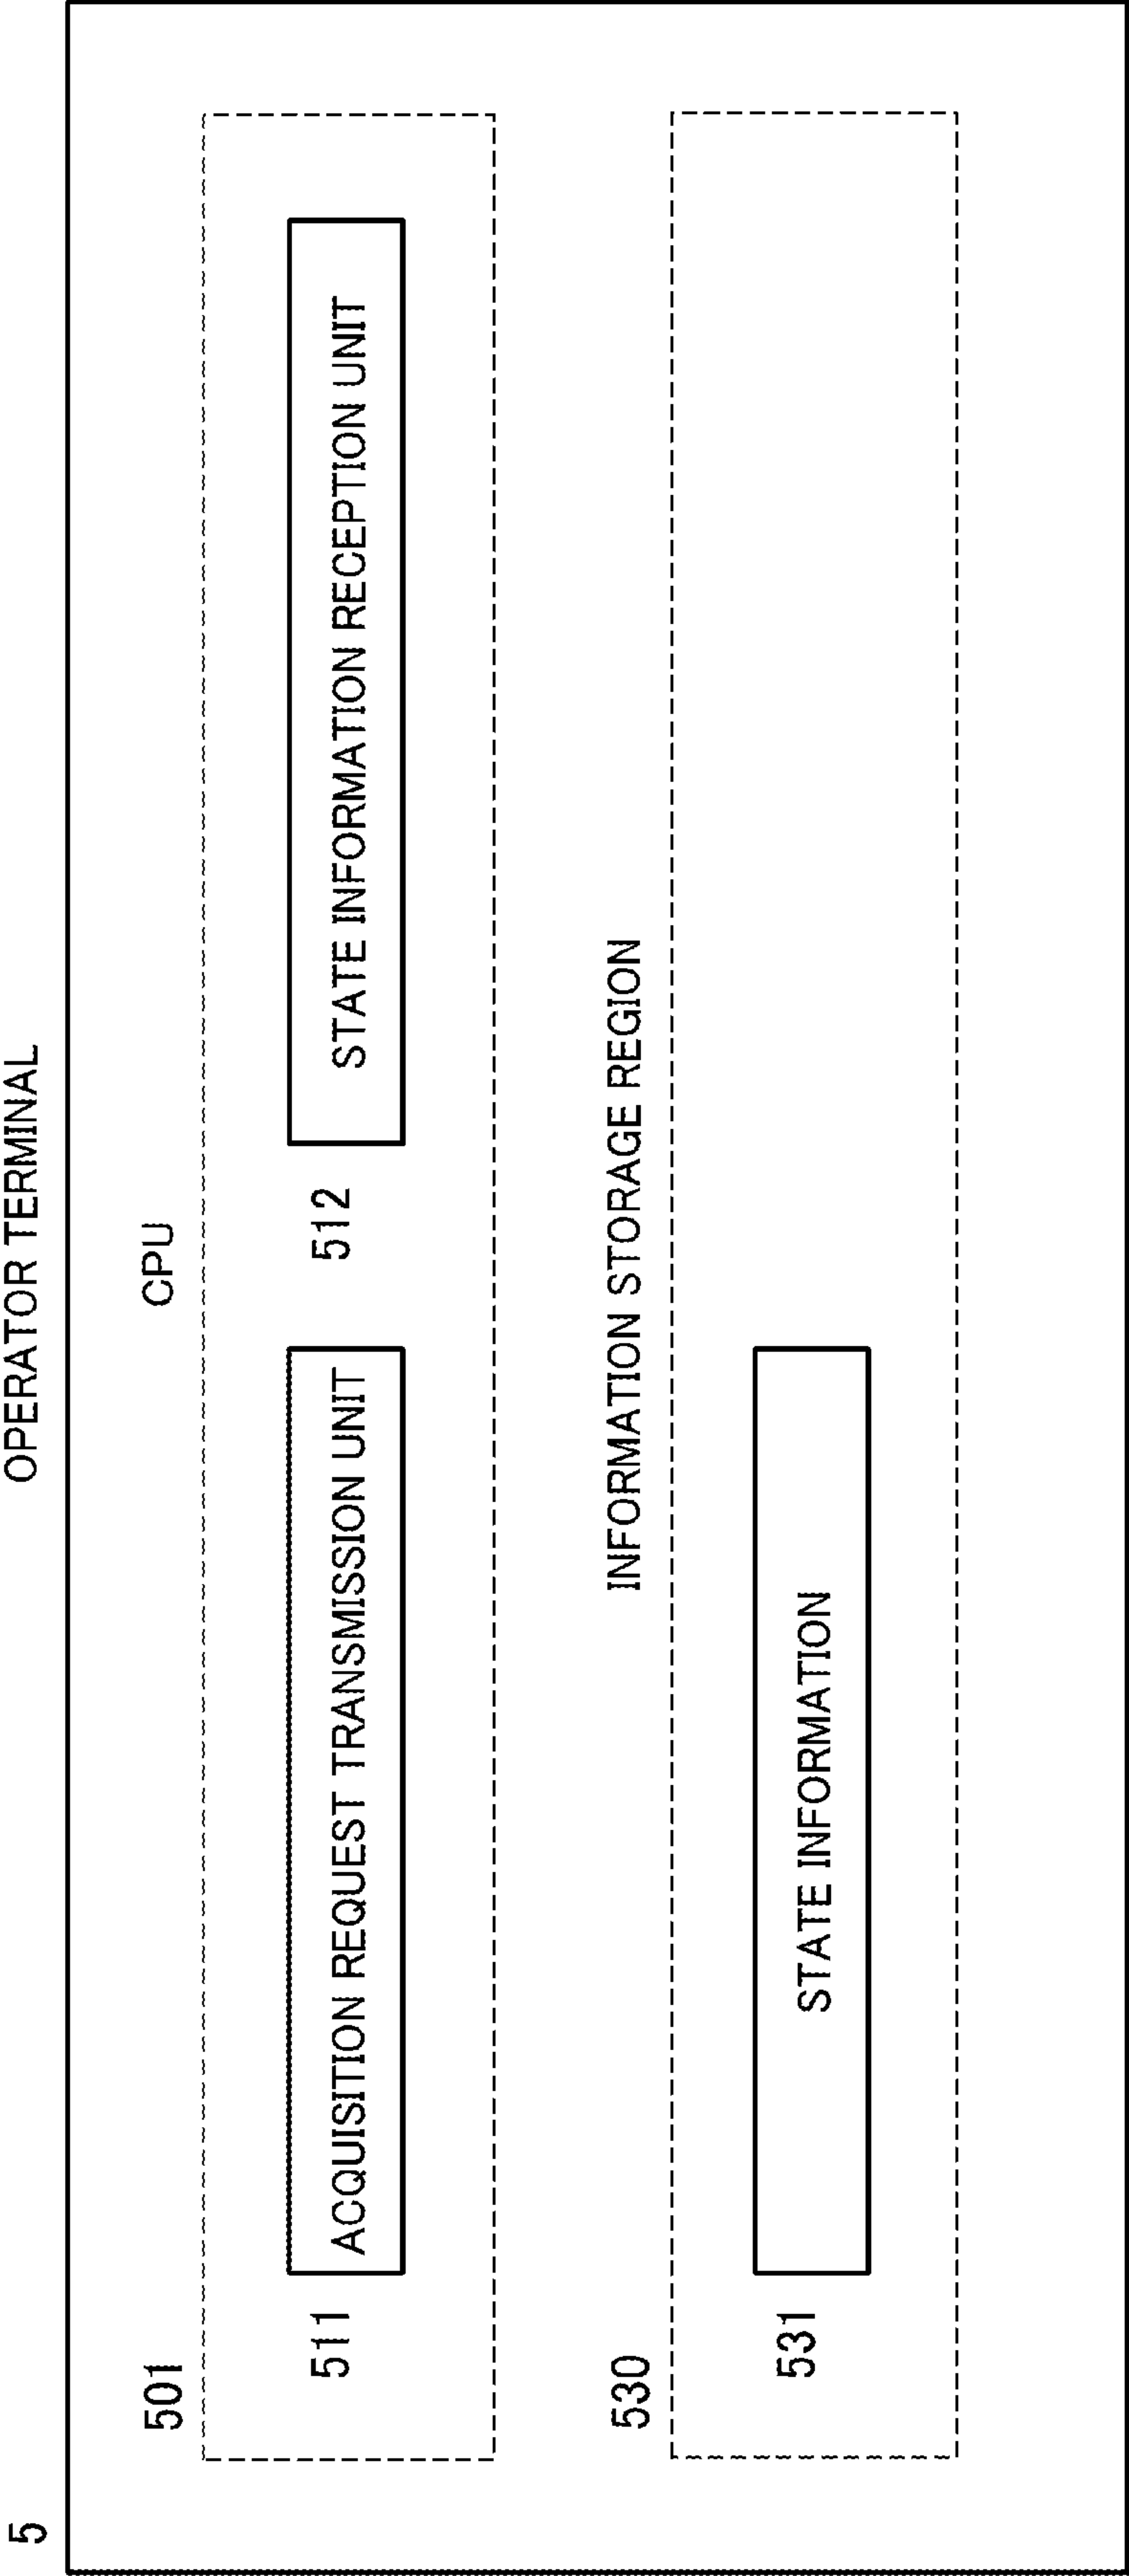 5
OPERATOR TERMINAL
501
CPU
511
ACQUISITION REQUEST TRANSMISSION UNIT
512
STATE INFORMATION RECEPTION UNIT
530
INFORMATION STORAGE REGION
531
STATE INFORMATION